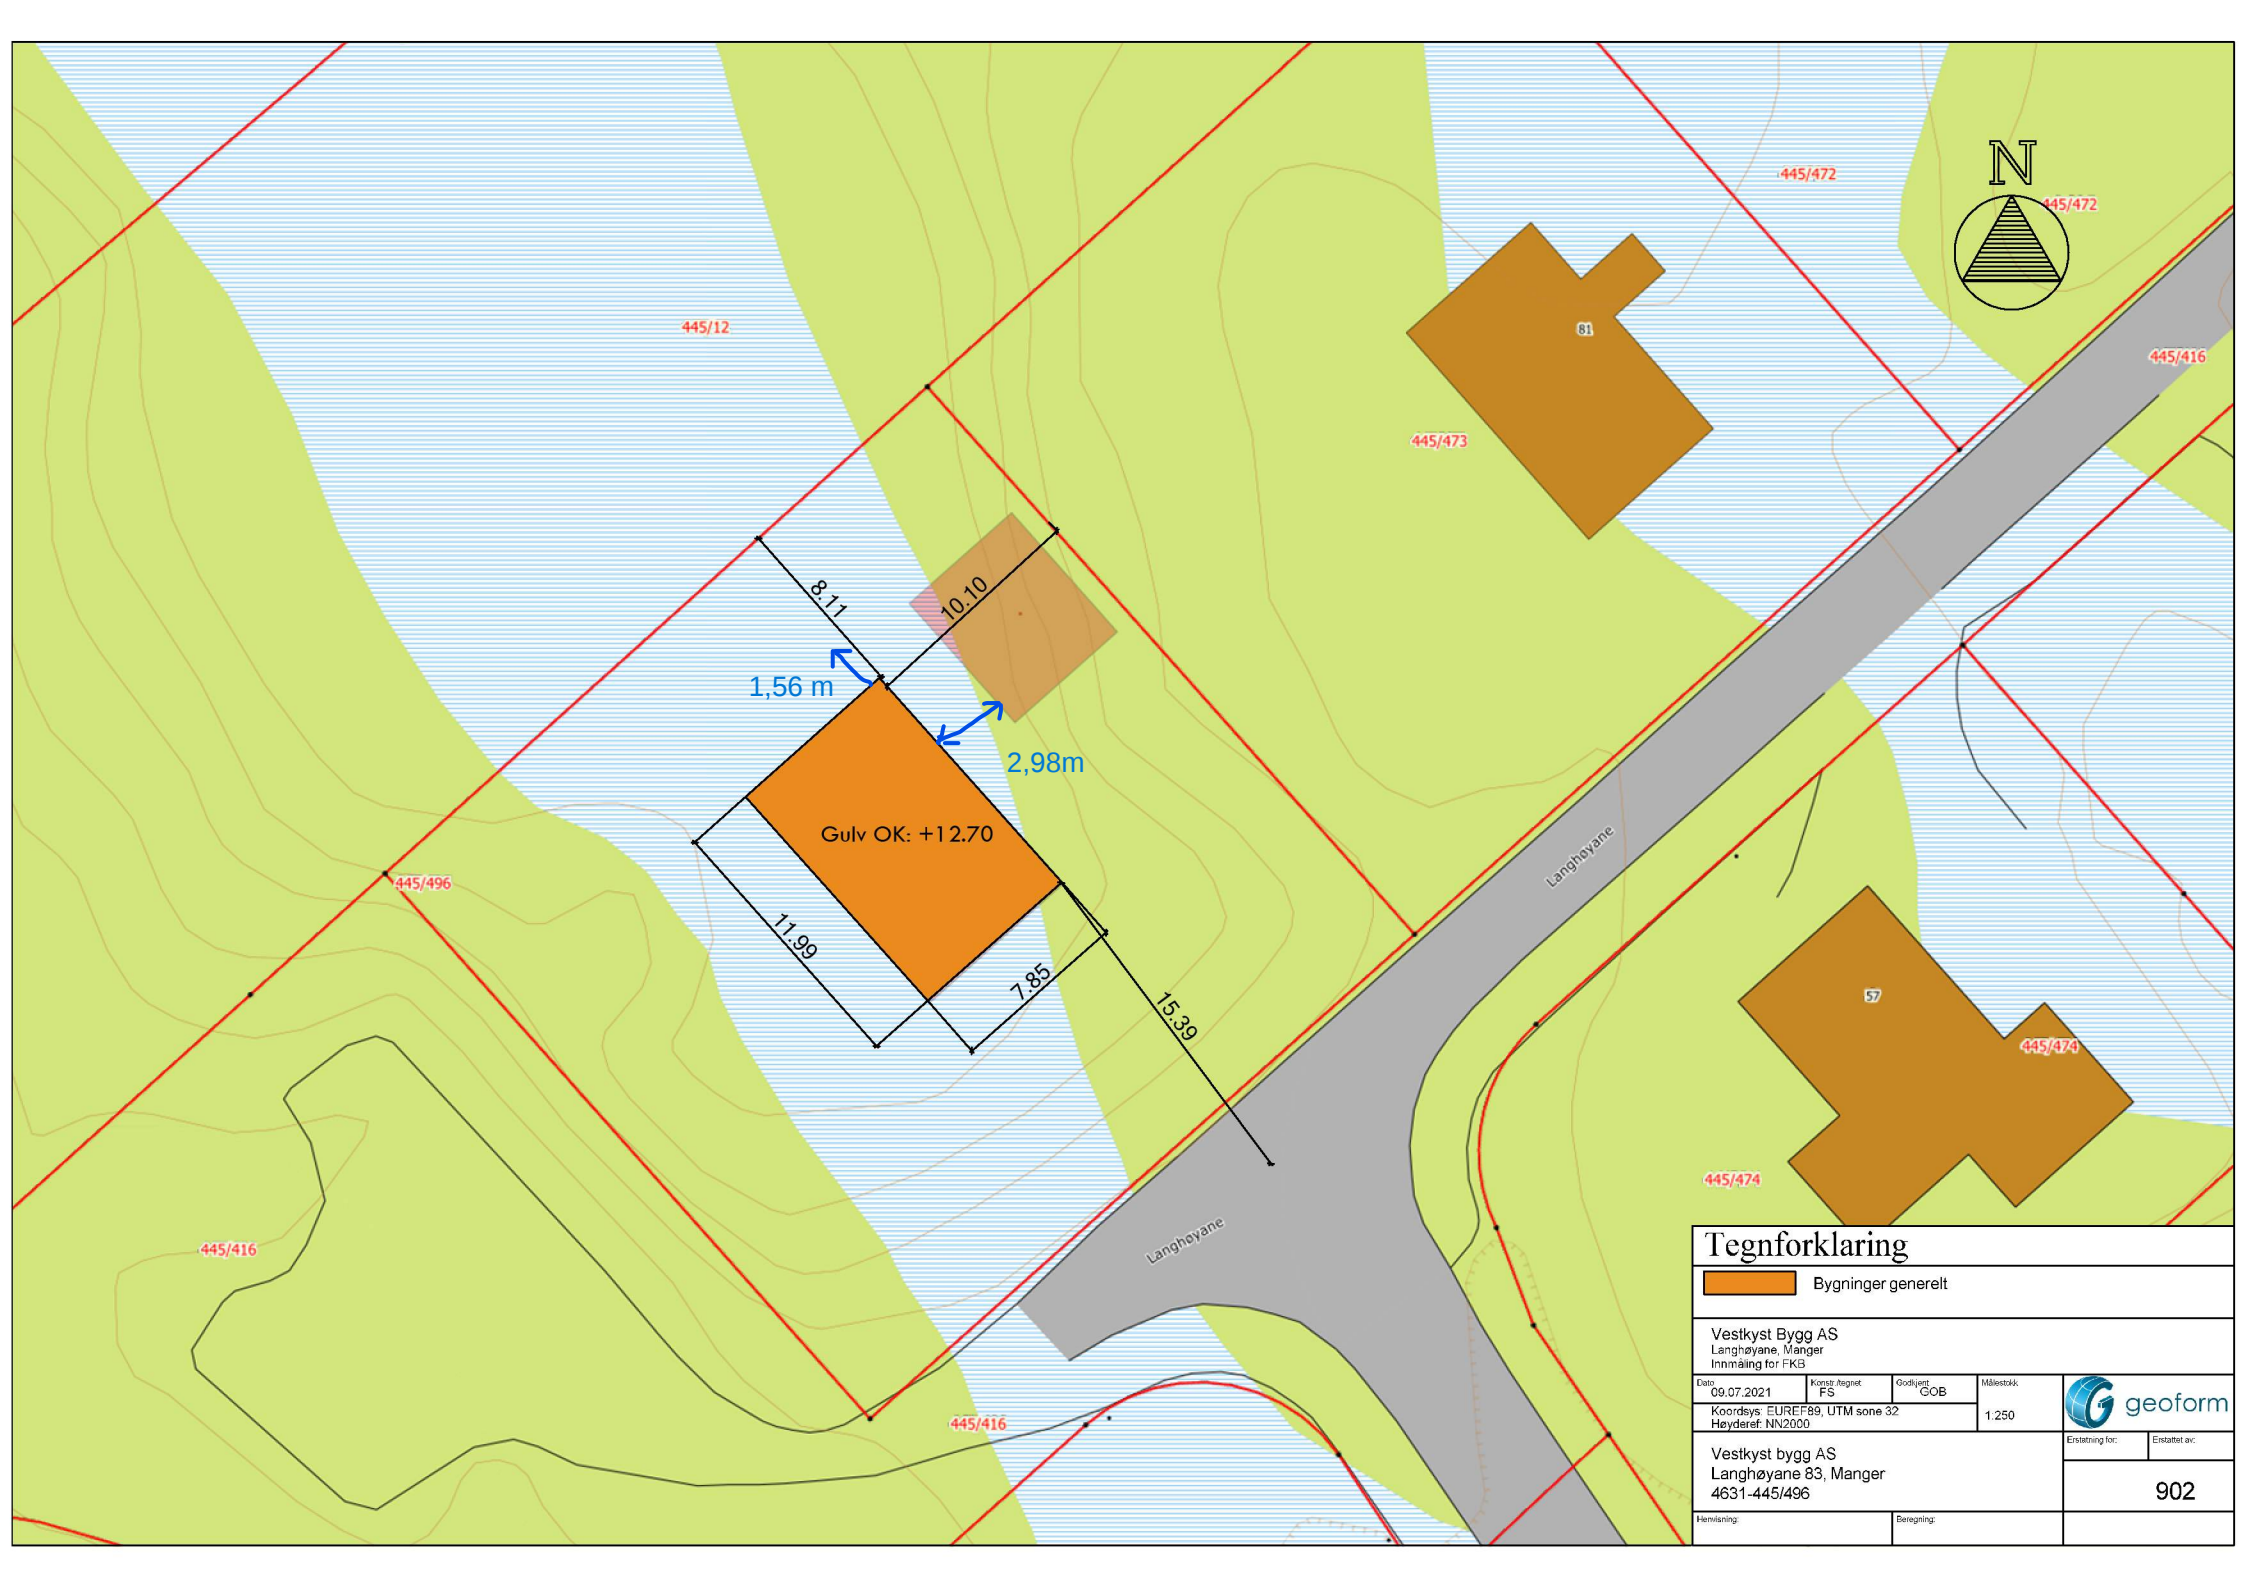 N
445/472
445/472
445/12
81
445/416
445/473
8.11
10.10
1,56 m
2,98m
Gulv OK: +12.70
Langhøyane
445/496
11.99
7.85
15.39
57
445/474
445/474
Langhøyane
445/416
445/416
Tegnforklaring
Bygninger generelt
Vestkyst Bygg AS
Langhøyane, Manger
Innmåling for FKB
Dato
09.07.2021
Konstr./tegnet
FS
Godkjent
GOB
Målestokk
1:250
Koordsys: EUREF89, UTM sone 32
Høyderef: NN2000
geoform
Erstatning for:
Erstattet av:
Vestkyst bygg AS
Langhøyane 83, Manger
4631-445/496
902
Henvisning:
Beregning: